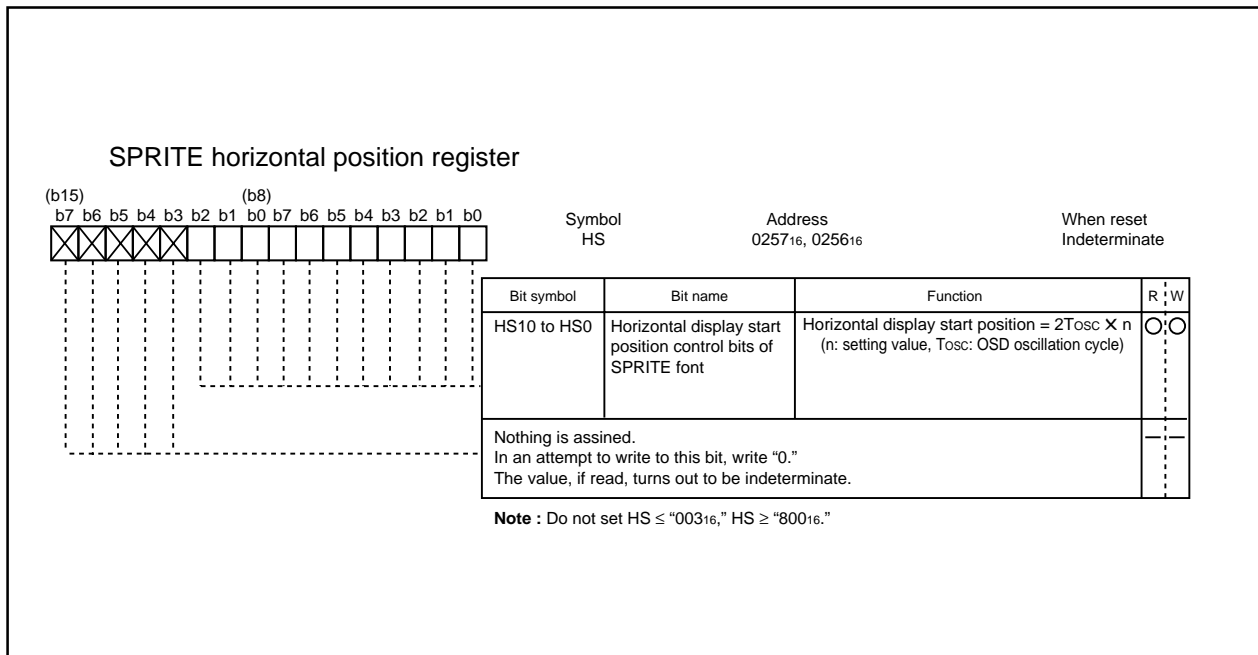 SPRITE horizontal position register
(b15) (b8)
b7 b6 b5 b4 b3 b2 b1 b0 b7 b6 b5 b4 b3 b2 b1 b0
Symbol Address When reset
HS 025716, 025616 Indeterminate
Bit symbol Bit name Function R W
HS10 to HS0 Horizontal display start position control bits of SPRITE font
Horizontal display start position = 2Tosc × n
(n: setting value, Tosc: OSD oscillation cycle)
Nothing is assined.
In an attempt to write to this bit, write “0.”
The value, if read, turns out to be indeterminate.
Note : Do not set HS ≤ “00316,” HS ≥ “80016.”